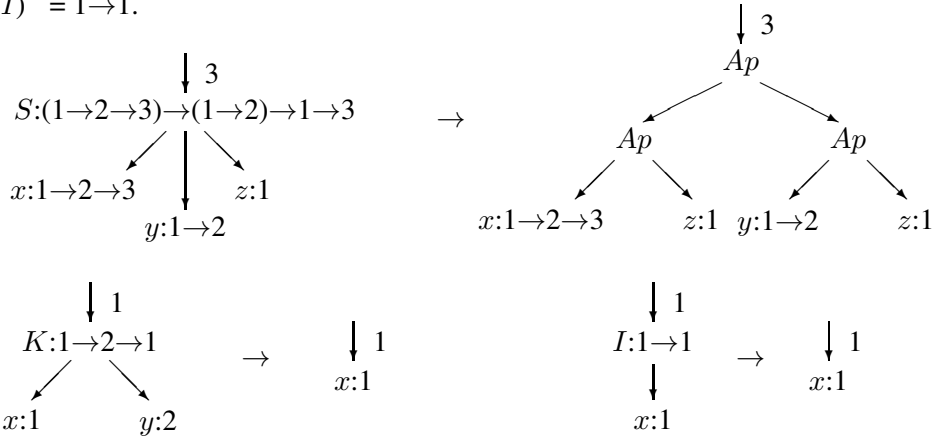 I) = 1→1.
3
3
Ap
S:(1→2→3)→(1→2)→1→3
→
Ap
Ap
x:1→2→3
z:1
x:1→2→3
z:1
y:1→2
z:1
y:1→2
1
1
K:1→2→1
→
1
I:1→1
→
1
x:1
x:1
x:1
y:2
x:1